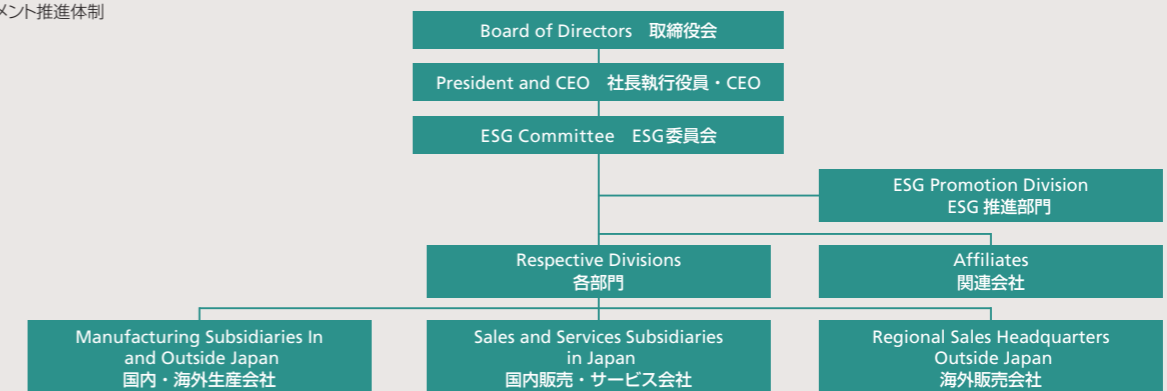 メント推進体制
Board of Directors 取締役会
President and CEO 社長執行役員・CEO
ESG Committee ESG委員会
ESG Promotion Division
ESG 推進部門
Respective Divisions
各部門
Affiliates
関連会社
Manufacturing Subsidiaries In
and Outside Japan
国内・海外生産会社
Sales and Services Subsidiaries
in Japan
国内販売・サービス会社
Regional Sales Headquarters
Outside Japan
海外販売会社